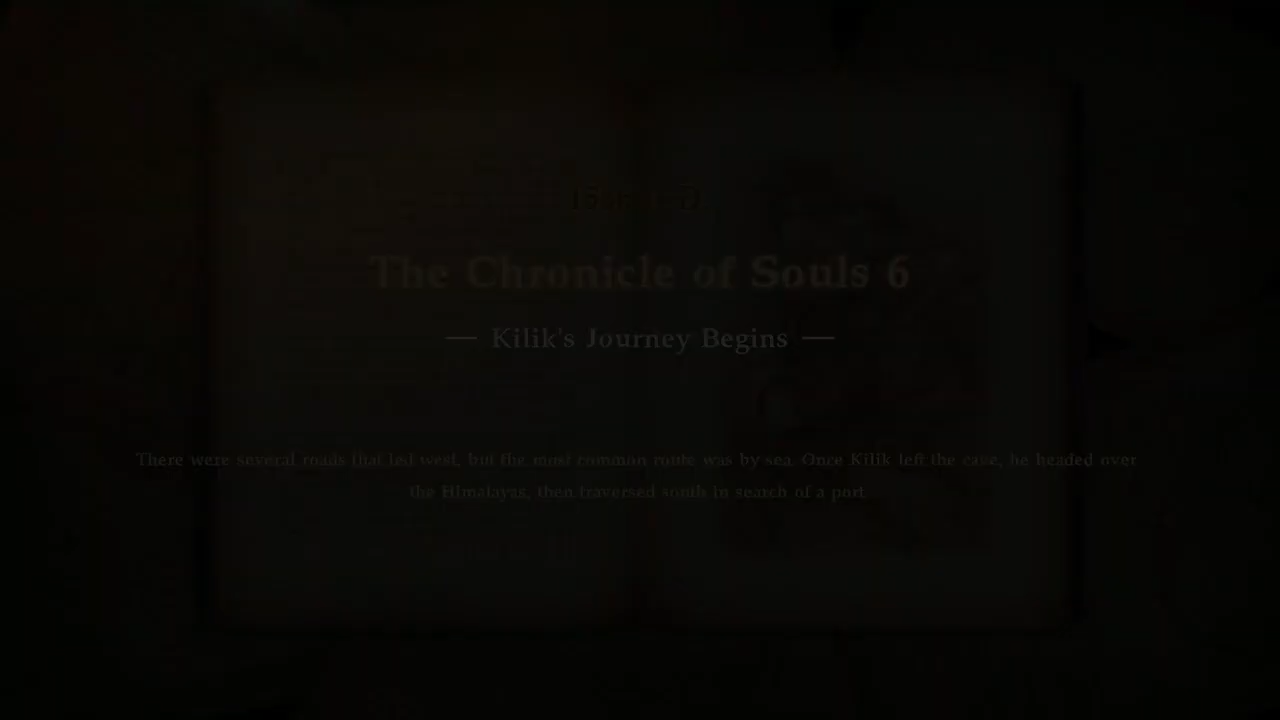 The Chronicle of Souls 6
— Kilik's Journey Begins —
There were several roads that led west, but the most common route was by sea. Once Kilik left the cave, he headed over
the Himalayas, then traversed south in search of a port.